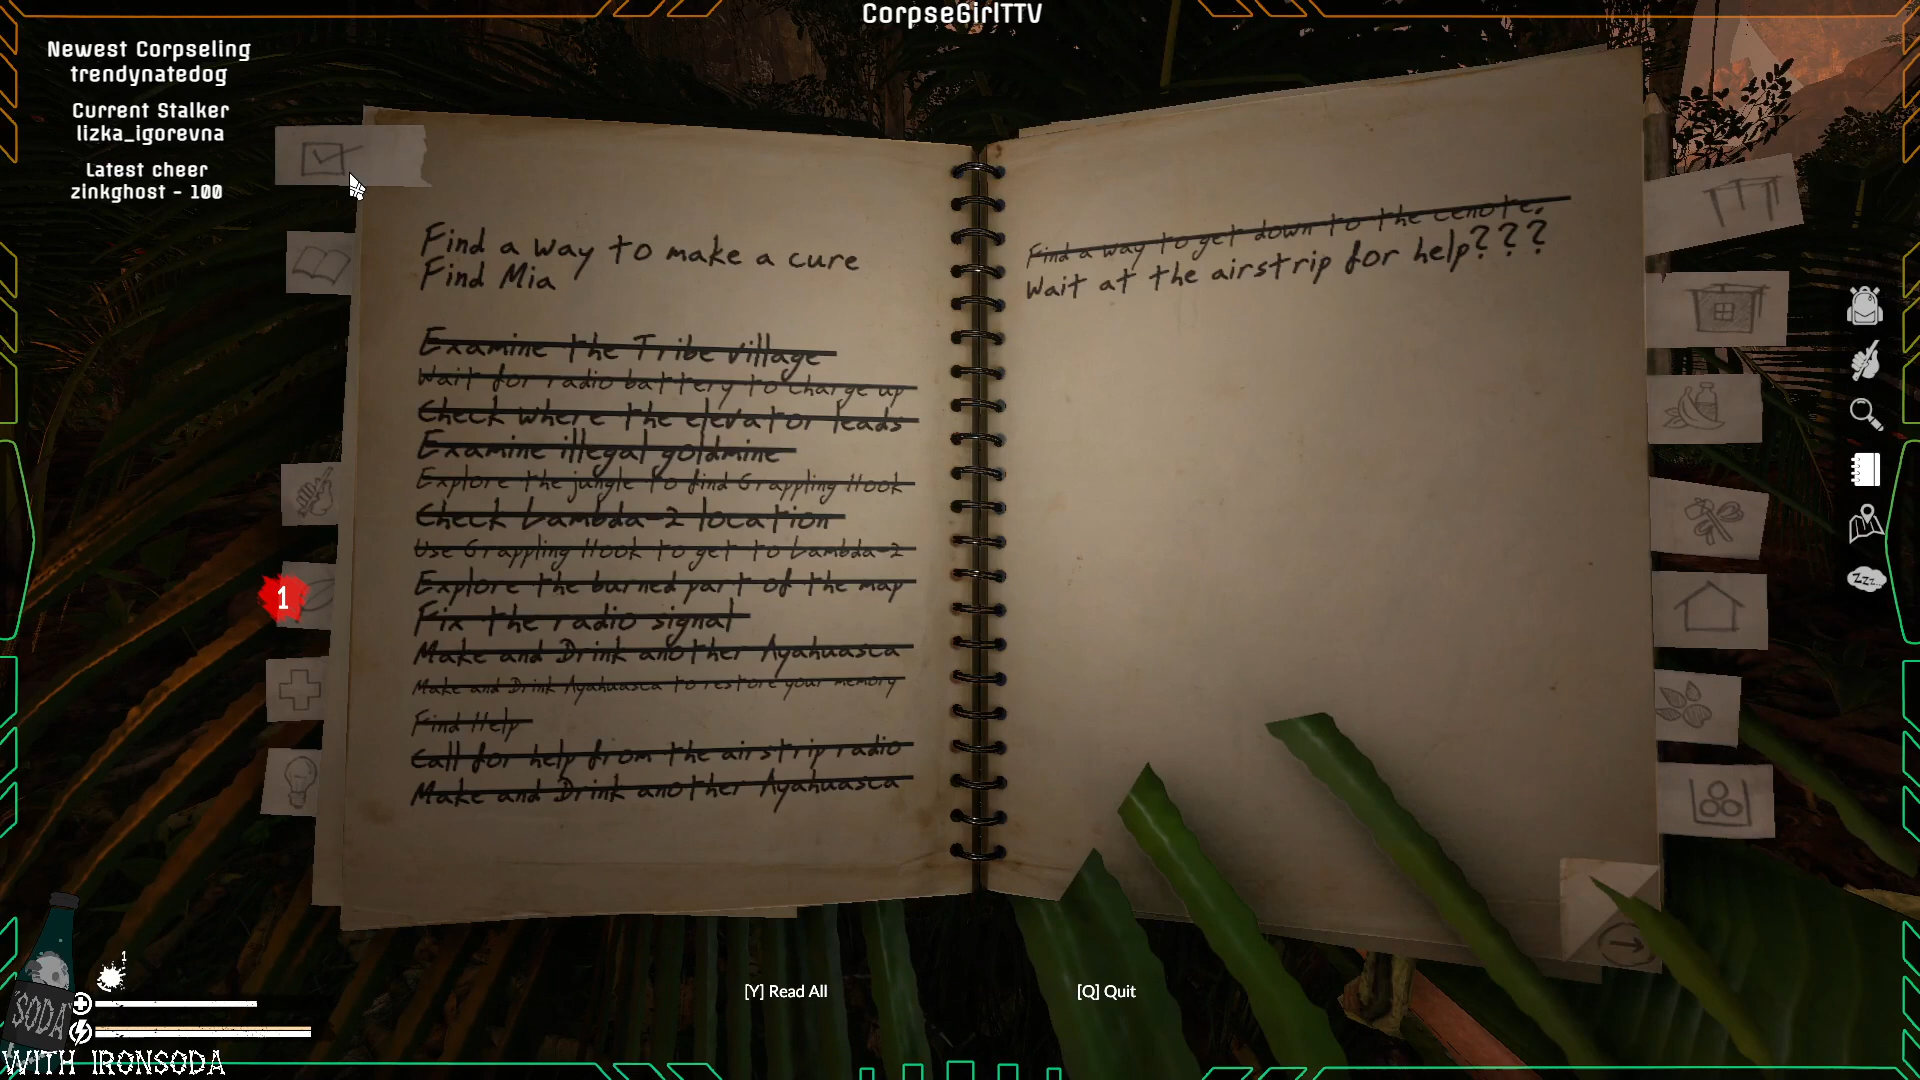 CorpseGirlTTV
Newest Corpseling
trendynatedog
Current Stalker
lizka_igorevna
Latest cheer
zinkghost - 100
Find a way to make a cure
Find Mia
Examine the Tribe village
Wait for radio battery to charge up
Check where the elevator leads
Examine illegal goldmine
Explore the jungle to find Grappling Hook
Check Lambda-2 location
Use Grappling Hook to get to Lambda-2
Explore the burned part of the map
Fix the radio signal
Make and Drink another Ayahuasca
Make and Drink Ayahuasca to restore your memory
Find Help
Call for help from the airstrip radio
Make and Drink another Ayahuasca
Find a way to get down to the cenote.
Wait at the airstrip for help???
1
zzz
1
SODA
WITH IRONSODA
[Y] Read All
[Q] Quit